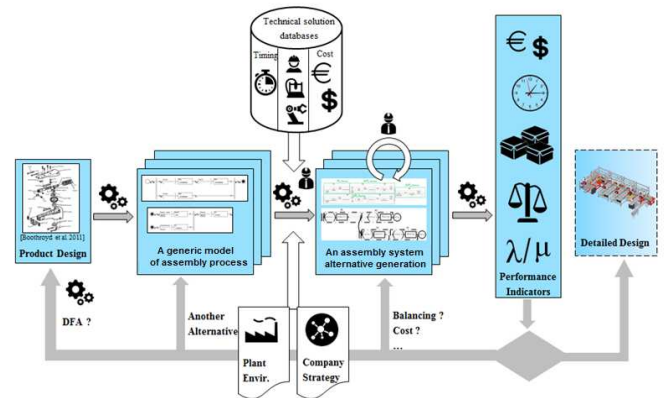 Technical solution
databases
Timing
Cost
€
$
€ $
[Boothroyd et al 2011]
Product Design
A generic model
of assembly process
An assembly system
alternative generation
λ/μ
Performance
Indicators
Detailed Design
DFA ?
Another
Alternative
Balancing ?
Cost ?
...
Plant
Envir.
Company
Strategy